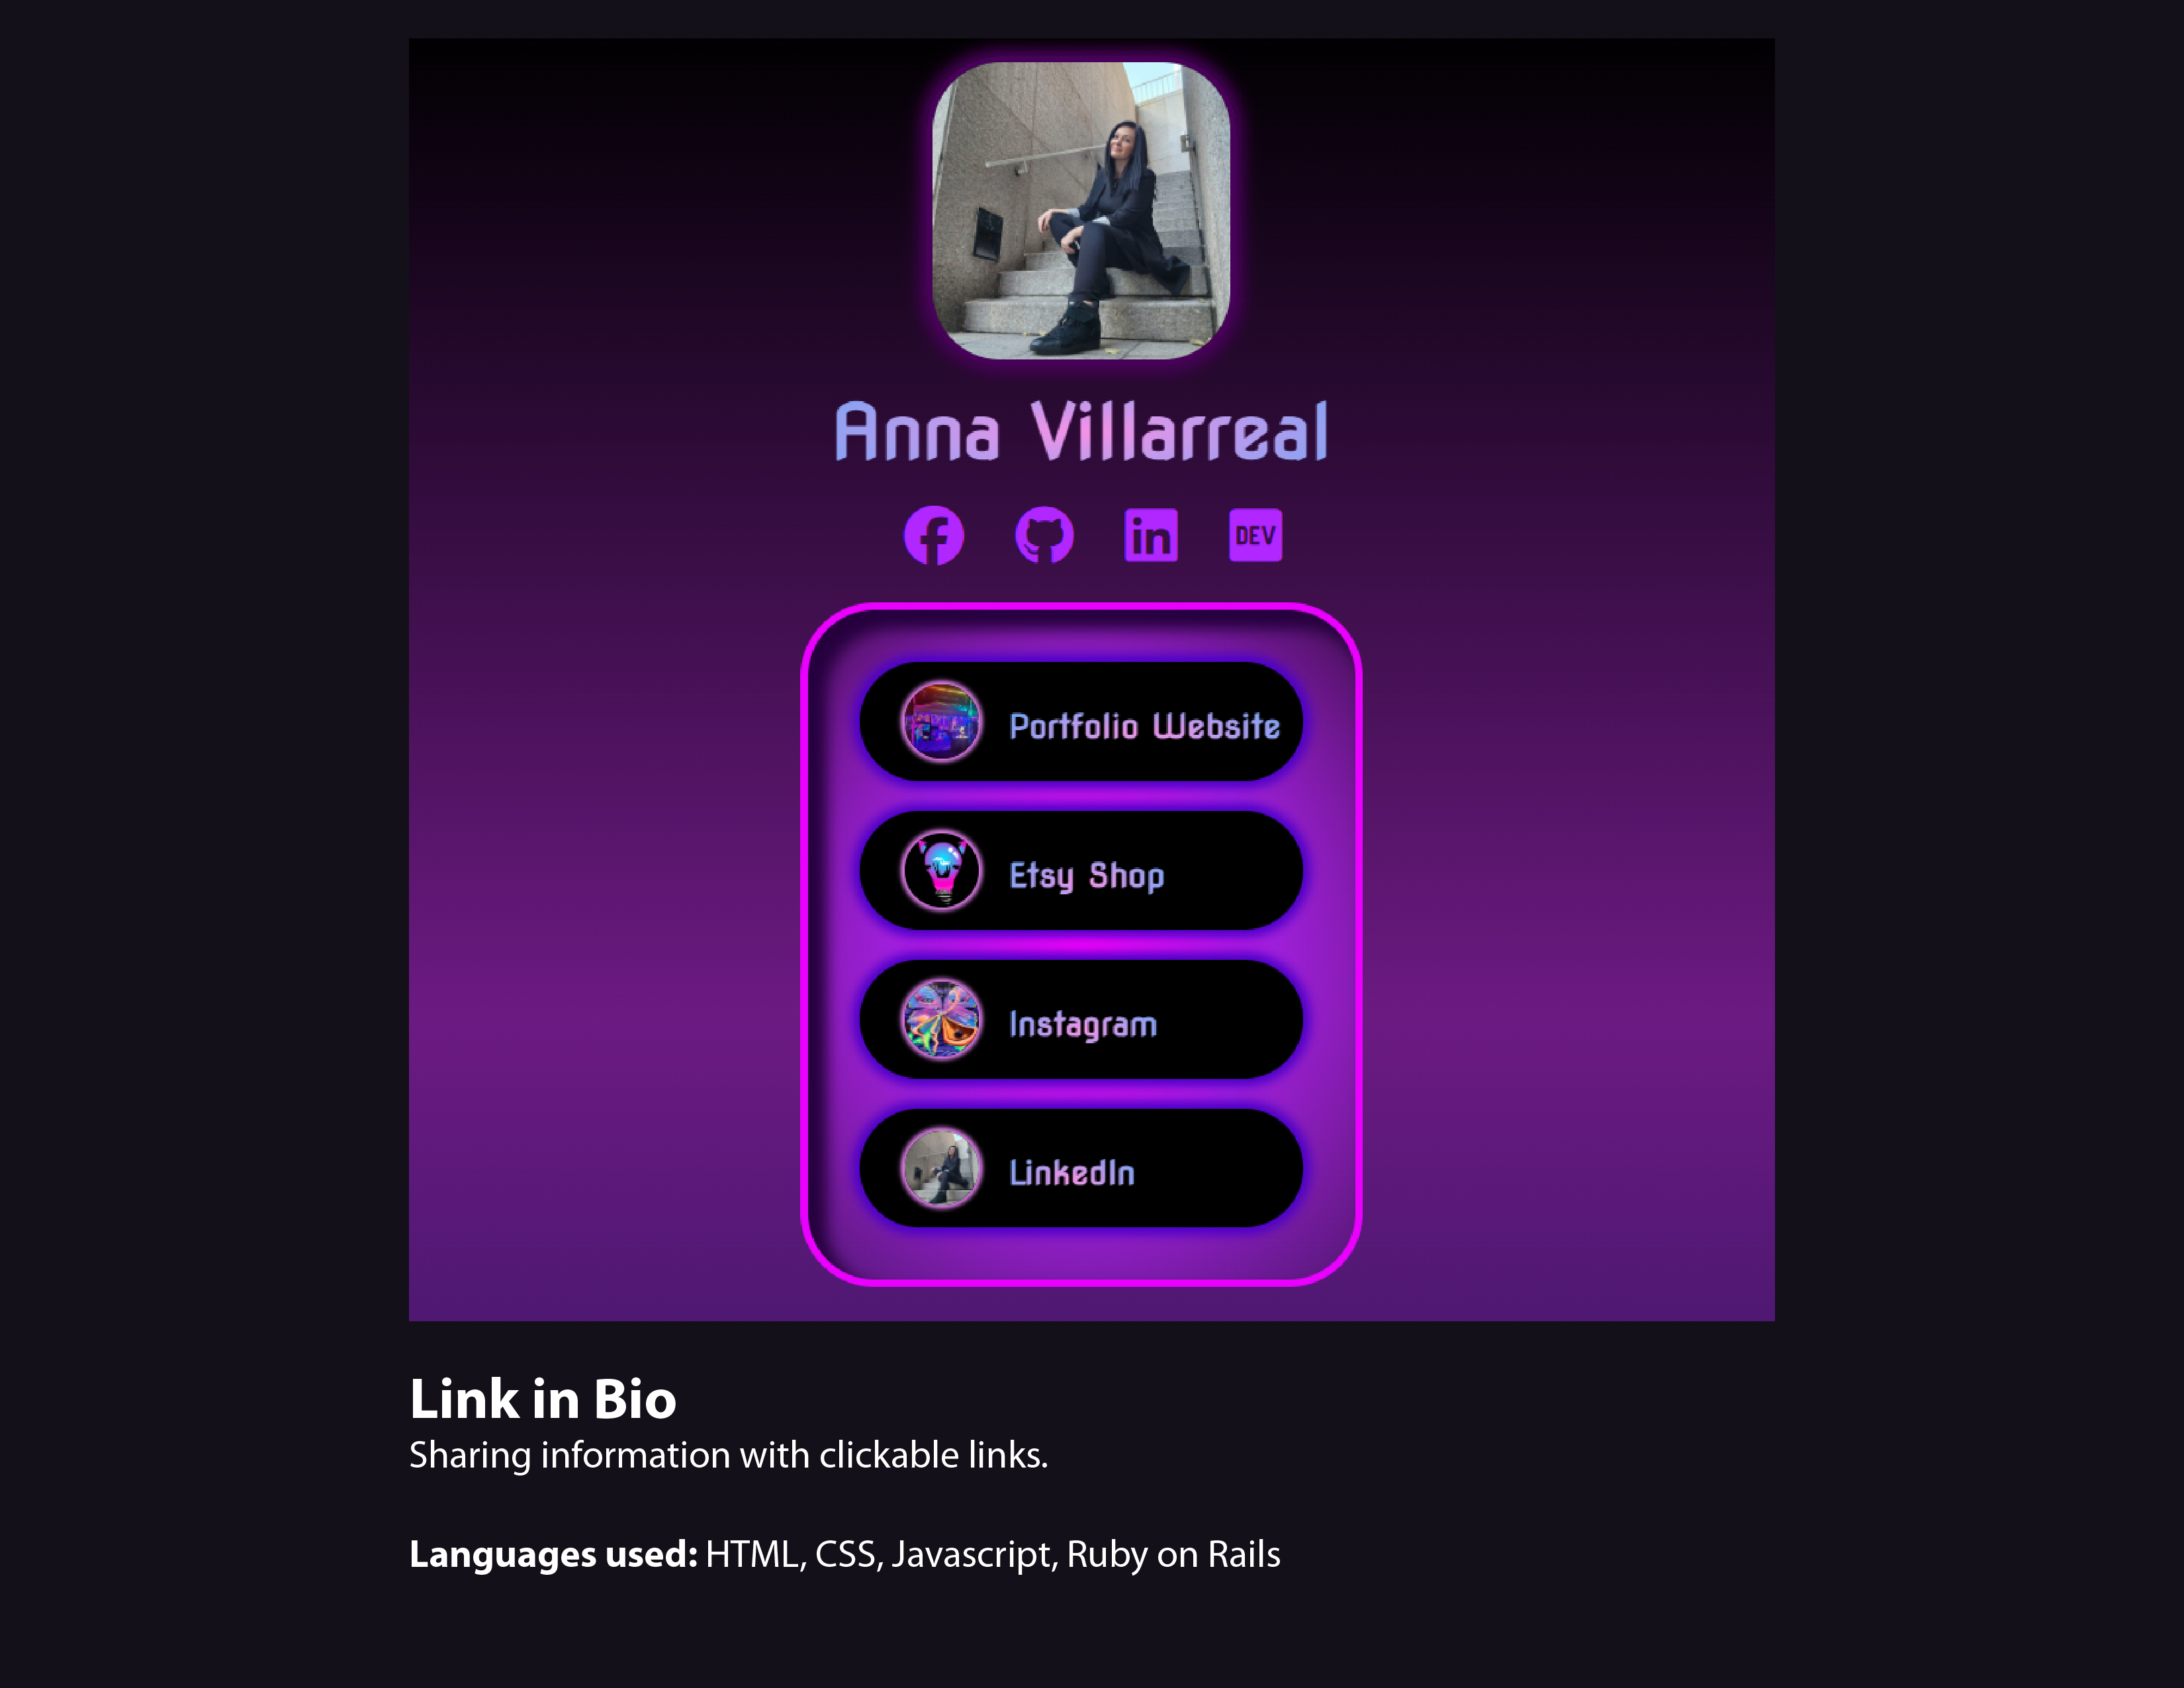 Anna Villarreal
DEV
Portfolio Website
Etsy Shop
Instagram
LinkedIn
Link in Bio
Sharing information with clickable links.
Languages used: HTML, CSS, Javascript, Ruby on Rails